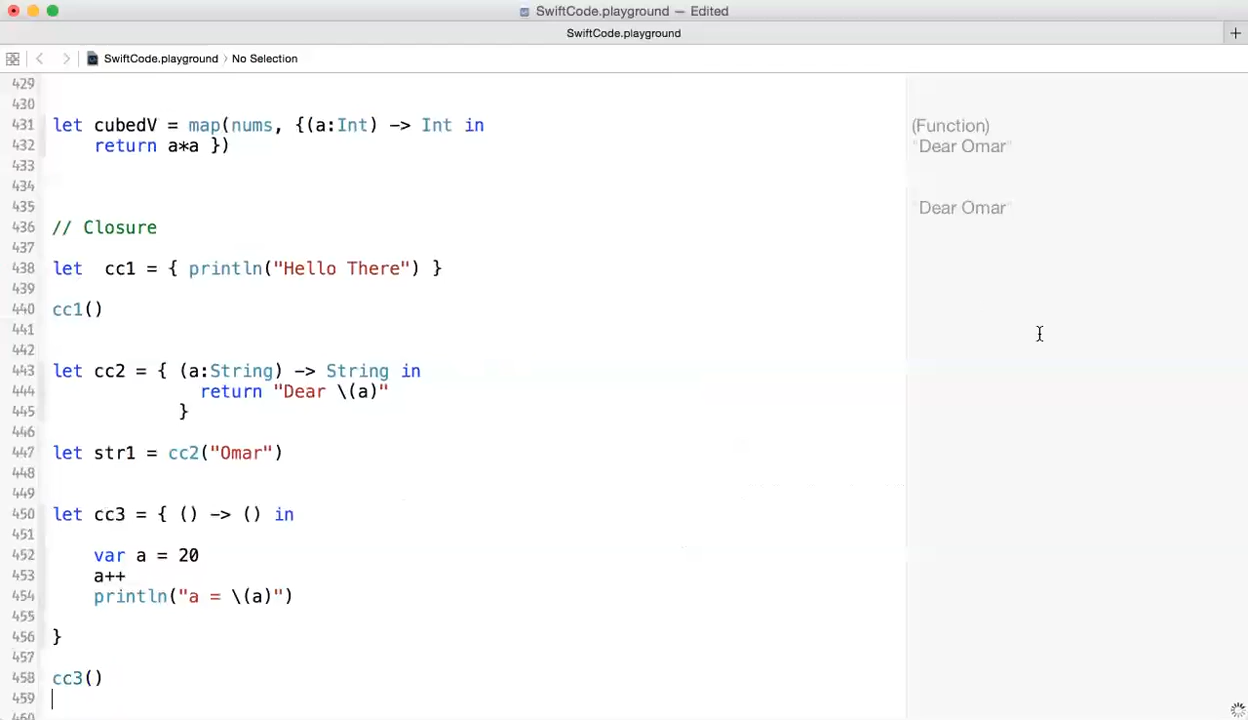 SwiftCode.playground — Edited
SwiftCode.playground
+
SwiftCode.playground › No Selection
429
430
431 let cubedV = map(nums, {(a:Int) -> Int in (Function)
432 return a*a }) "Dear Omar"
433
434
435 "Dear Omar"
436 // Closure
437
438 let  cc1 = { println("Hello There") }
439
440 cc1()
441
442
443 let cc2 = { (a:String) -> String in
444 return "Dear \(a)"
445 }
446
447 let str1 = cc2("Omar")
448
449
450 let cc3 = { () -> () in
451
452 var a = 20
453 a++
454 println("a = \(a)")
455
456 }
457
458 cc3()
459
460